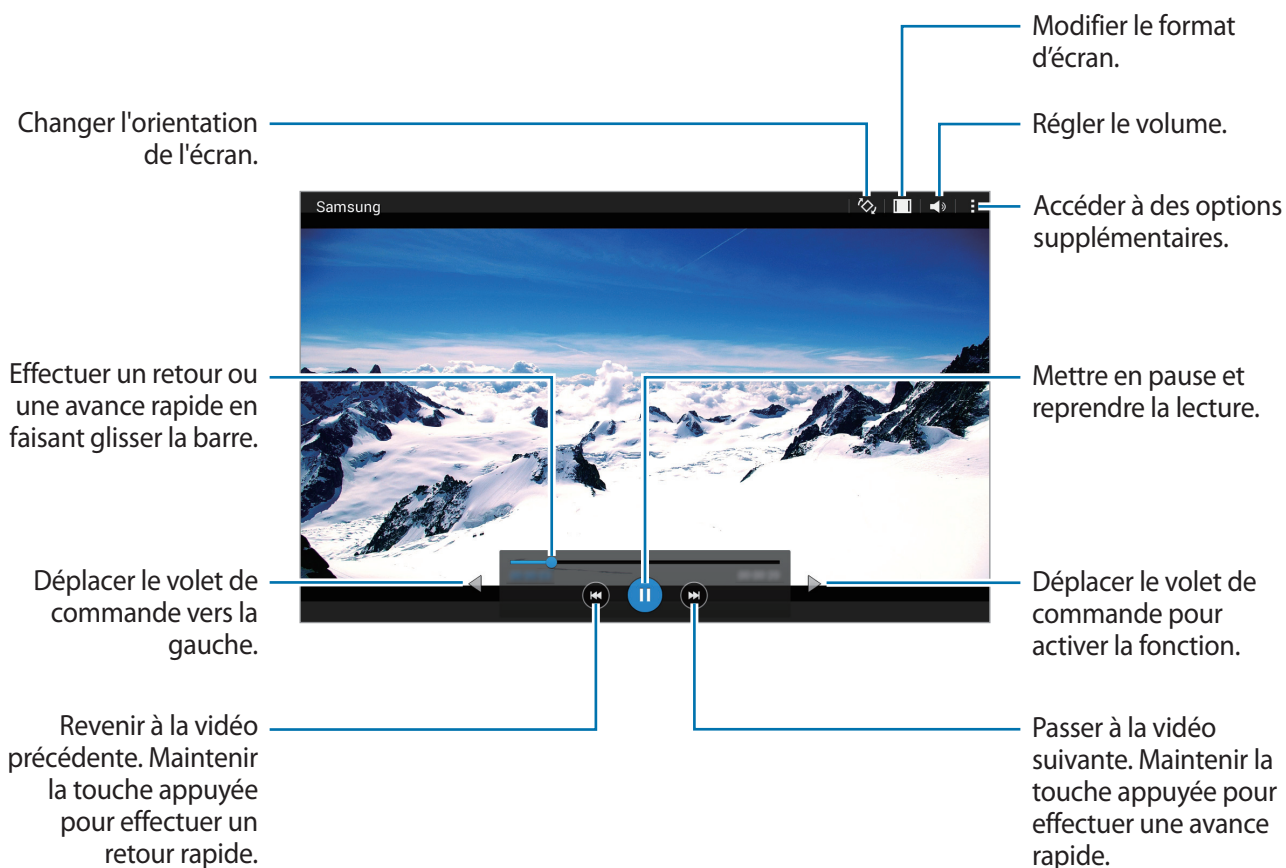 Modifier le format
d’écran.
Changer l'orientation
de l'écran.
Régler le volume.
Samsung
Accéder à des options
supplémentaires.
Effectuer un retour ou
une avance rapide en
faisant glisser la barre.
Mettre en pause et
reprendre la lecture.
Déplacer le volet de
commande vers la
gauche.
Déplacer le volet de
commande pour
activer la fonction.
Revenir à la vidéo
précédente. Maintenir
la touche appuyée
pour effectuer un
retour rapide.
Passer à la vidéo
suivante. Maintenir la
touche appuyée pour
effectuer une avance
rapide.